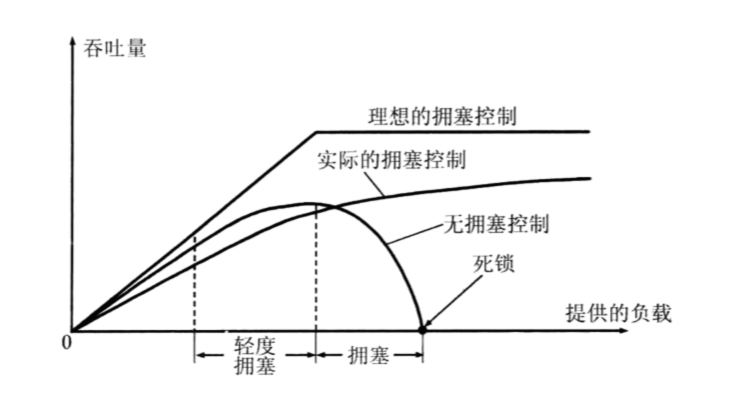 吞吐量
理想的拥塞控制
实际的拥塞控制
无拥塞控制
死锁
提供的负载
0
轻度
拥塞
拥塞